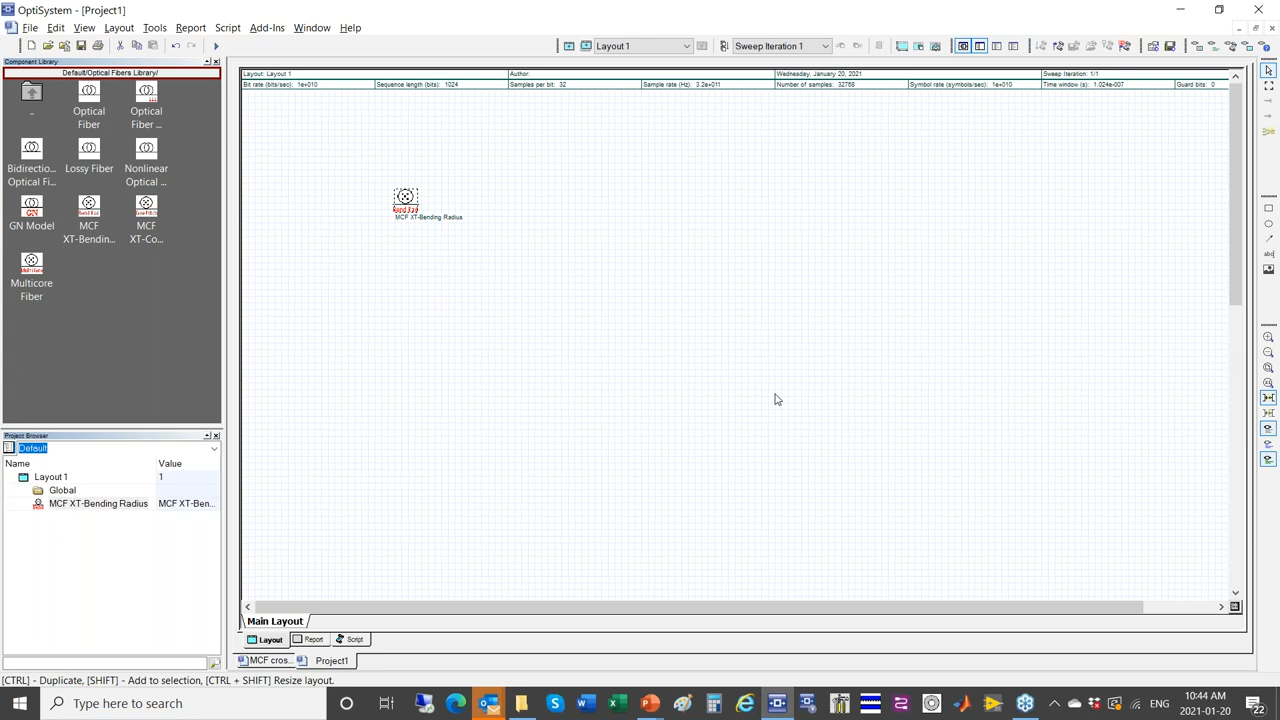 OptiSystem - [Project1]
File Edit View Layout Tools Report Script Add-Ins Window Help
Layout 1
Sweep Iteration 1
Component Library
Default/Optical Fibers Library/
..
Optical Fiber
Optical Fiber ...
Bidirectio... Optical Fi...
Lossy Fiber
Nonlinear Optical ...
GN
GN Model
MCF XT-Bendin...
MCF XT-Co...
Multicore Fiber
Project Browser
Default
Name Value
Layout 1 1
Global
MCF XT-Bending Radius MCF XT-Ben...
Layout: Layout 1 Author: Wednesday, January 20, 2021 Sweep Iteration: 1/1
Bit rate (bits/sec): 1e+010 Sequence length (bits): 1024 Samples per bit: 32 Sample rate (Hz): 3.2e+011 Number of samples: 32768 Symbol rate (symbols/sec): 1e+010 Time window (s): 1.024e-007 Guard bits: 0
MCF XT-Bending Radius
Main Layout
Layout Report Script
MCF cros... Project1
[CTRL] - Duplicate, [SHIFT] - Add to selection, [CTRL + SHIFT] Resize layout.
Type here to search
10:44 AM
2021-01-20
22